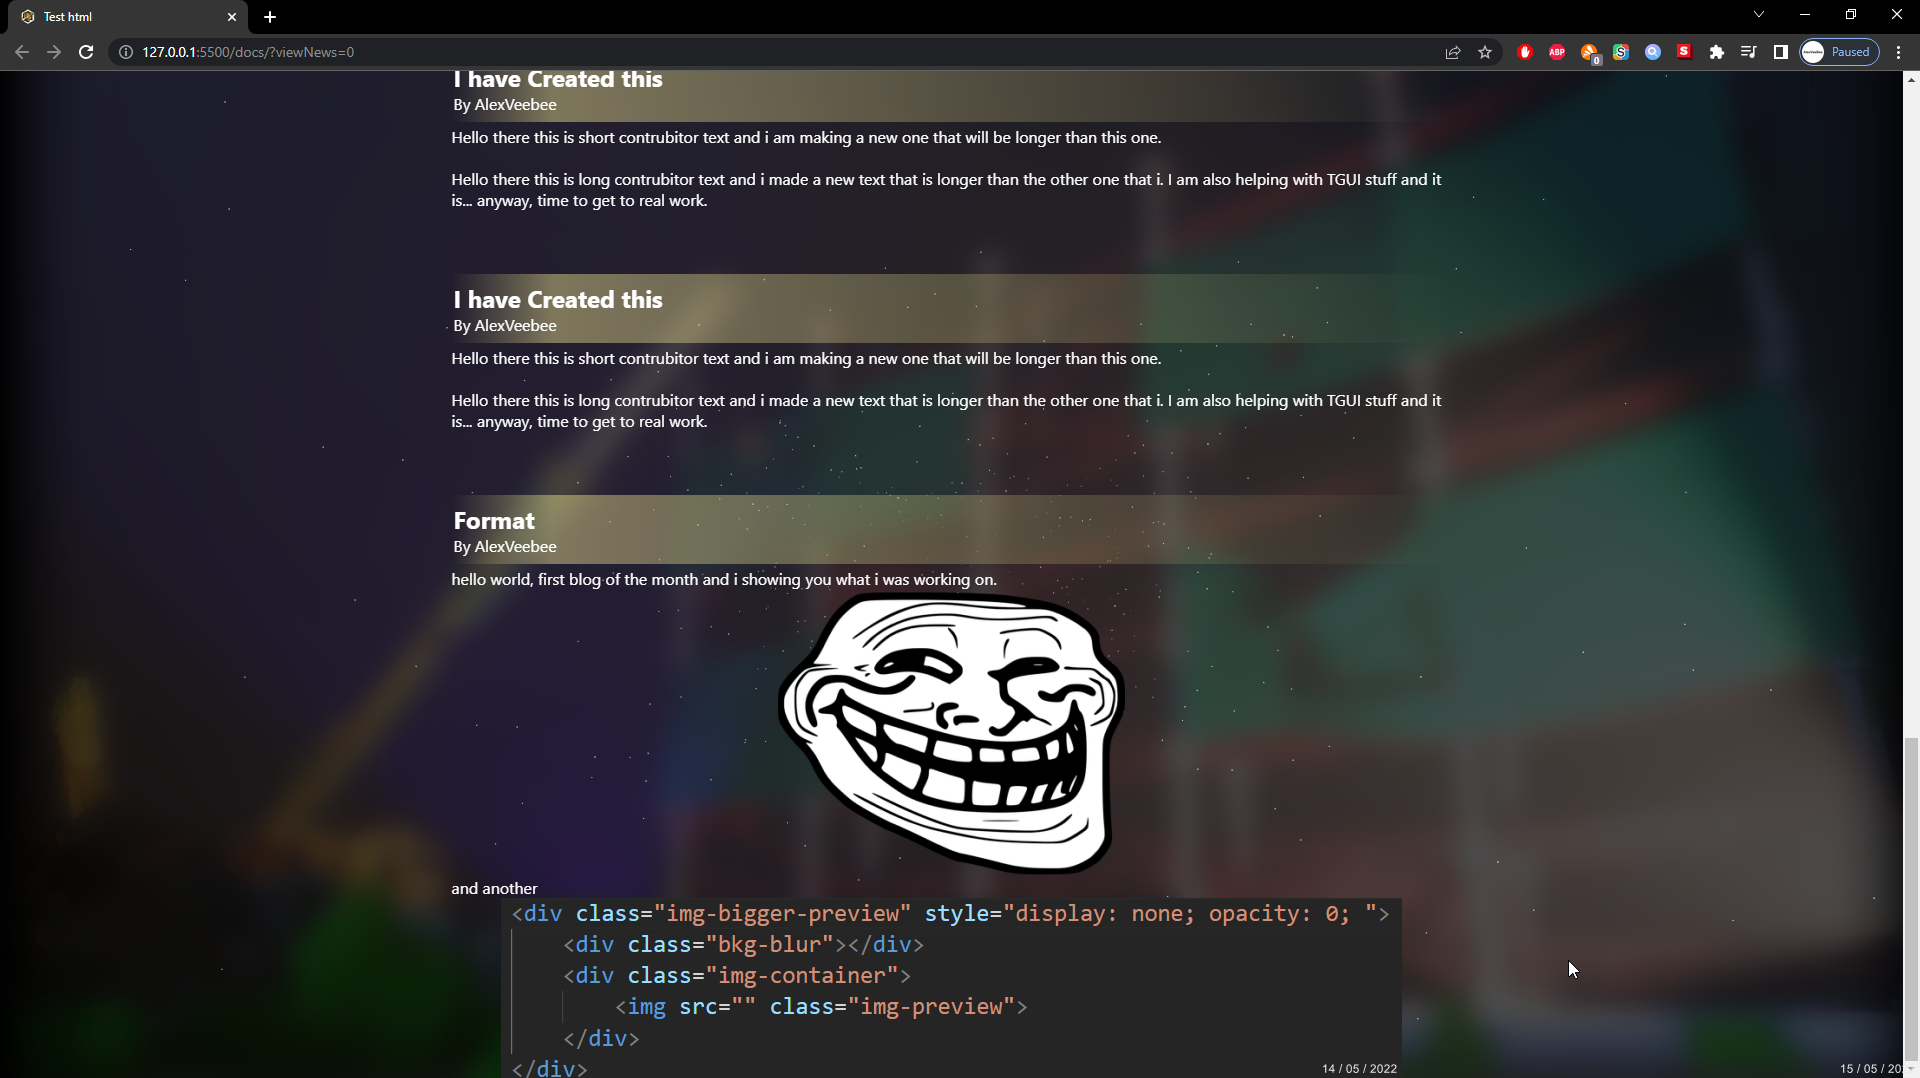 Test html
127.0.0.1:5500/docs/?viewNews=0
ABP
0
S
S
Paused
I have Created this
By AlexVeebee
Hello there this is short contrubitor text and i am making a new one that will be longer than this one.
Hello there this is long contrubitor text and i made a new text that is longer than the other one that i. I am also helping with TGUI stuff and it
is... anyway, time to get to real work.
I have Created this
By AlexVeebee
Hello there this is short contrubitor text and i am making a new one that will be longer than this one.
Hello there this is long contrubitor text and i made a new text that is longer than the other one that i. I am also helping with TGUI stuff and it
is... anyway, time to get to real work.
Format
By AlexVeebee
hello world, first blog of the month and i showing you what i was working on.
and another
<div class="img-bigger-preview" style="display: none; opacity: 0; ">
<div class="bkg-blur"></div>
<div class="img-container">
<img src="" class="img-preview">
</div>
</div>
14 / 05 / 2022
15 / 05 / 20